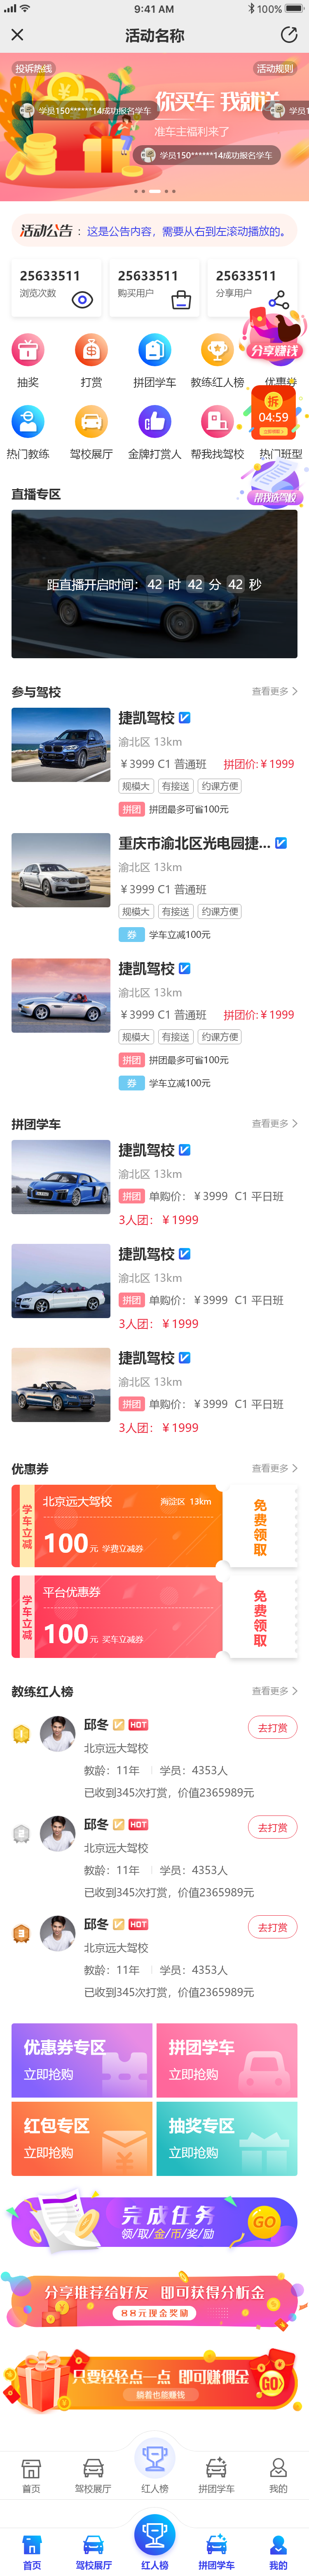 9:41 AM
100%
活动名称
投诉热线
活动规则
你买车 我就送
学员150******14成功报名学车
学员1
准车主福利来了
学员150******14成功报名学车
活动公告 ：这是公告内容，需要从右到左滚动播放的。
25633511 25633511 25633511
浏览次数 购买用户 分享用户
分享赚钱
抽奖 打赏 拼团学车 教练红人榜 优惠券
拆
04:59
热门教练 驾校展厅 金牌打赏人 帮我找驾校 热门班型
帮我选驾校
直播专区
距直播开启时间：42 时 42 分 42 秒
参与驾校 查看更多
捷凯驾校
渝北区 13km
￥3999 C1 普通班 拼团价:￥1999
规模大 有接送 约课方便
拼团 拼团最多可省100元
重庆市渝北区光电园捷...
渝北区 13km
￥3999 C1 普通班
规模大 有接送 约课方便
券 学车立减100元
捷凯驾校
渝北区 13km
￥3999 C1 普通班 拼团价:￥1999
规模大 有接送 约课方便
拼团 拼团最多可省100元
券 学车立减100元
拼团学车 查看更多
捷凯驾校
渝北区 13km
拼团 单购价：￥3999 C1 平日班
3人团：￥1999
捷凯驾校
渝北区 13km
拼团 单购价：￥3999 C1 平日班
3人团：￥1999
捷凯驾校
渝北区 13km
拼团 单购价：￥3999 C1 平日班
3人团：￥1999
优惠券 查看更多
学车立减
北京远大驾校 海淀区 13km
100元 学费立减券
免费领取
学车立减
平台优惠券
100元 买车立减券
免费领取
教练红人榜 查看更多
1
邱冬 HOT 去打赏
北京远大驾校
教龄：11年 学员：4353人
已收到345次打赏，价值2365989元
2
邱冬 HOT 去打赏
北京远大驾校
教龄：11年 学员：4353人
已收到345次打赏，价值2365989元
3
邱冬 HOT 去打赏
北京远大驾校
教龄：11年 学员：4353人
已收到345次打赏，价值2365989元
优惠券专区 拼团学车
立即抢购 立即抢购
红包专区 抽奖专区
立即抢购 立即抢购
完成任务
领/取/金/币/奖/励
GO
分享推荐给好友 即可获得分析金
88元现金奖励
只要轻轻点一点 即可赚佣金
躺着也能赚钱
GO
首页 驾校展厅 红人榜 拼团学车 我的
首页 驾校展厅 红人榜 拼团学车 我的